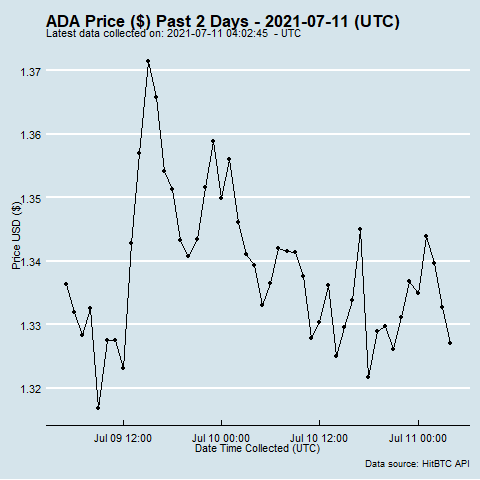 ADA Price ($) Past 2 Days - 2021-07-11 (UTC)
Latest data collected on: 2021-07-11 04:02:45 - UTC
1.37
1.36
1.35
1.34
1.33
1.32
Price USD ($)
Jul 09 12:00
Jul 10 00:00
Jul 10 12:00
Jul 11 00:00
Date Time Collected (UTC)
Data source: HitBTC API